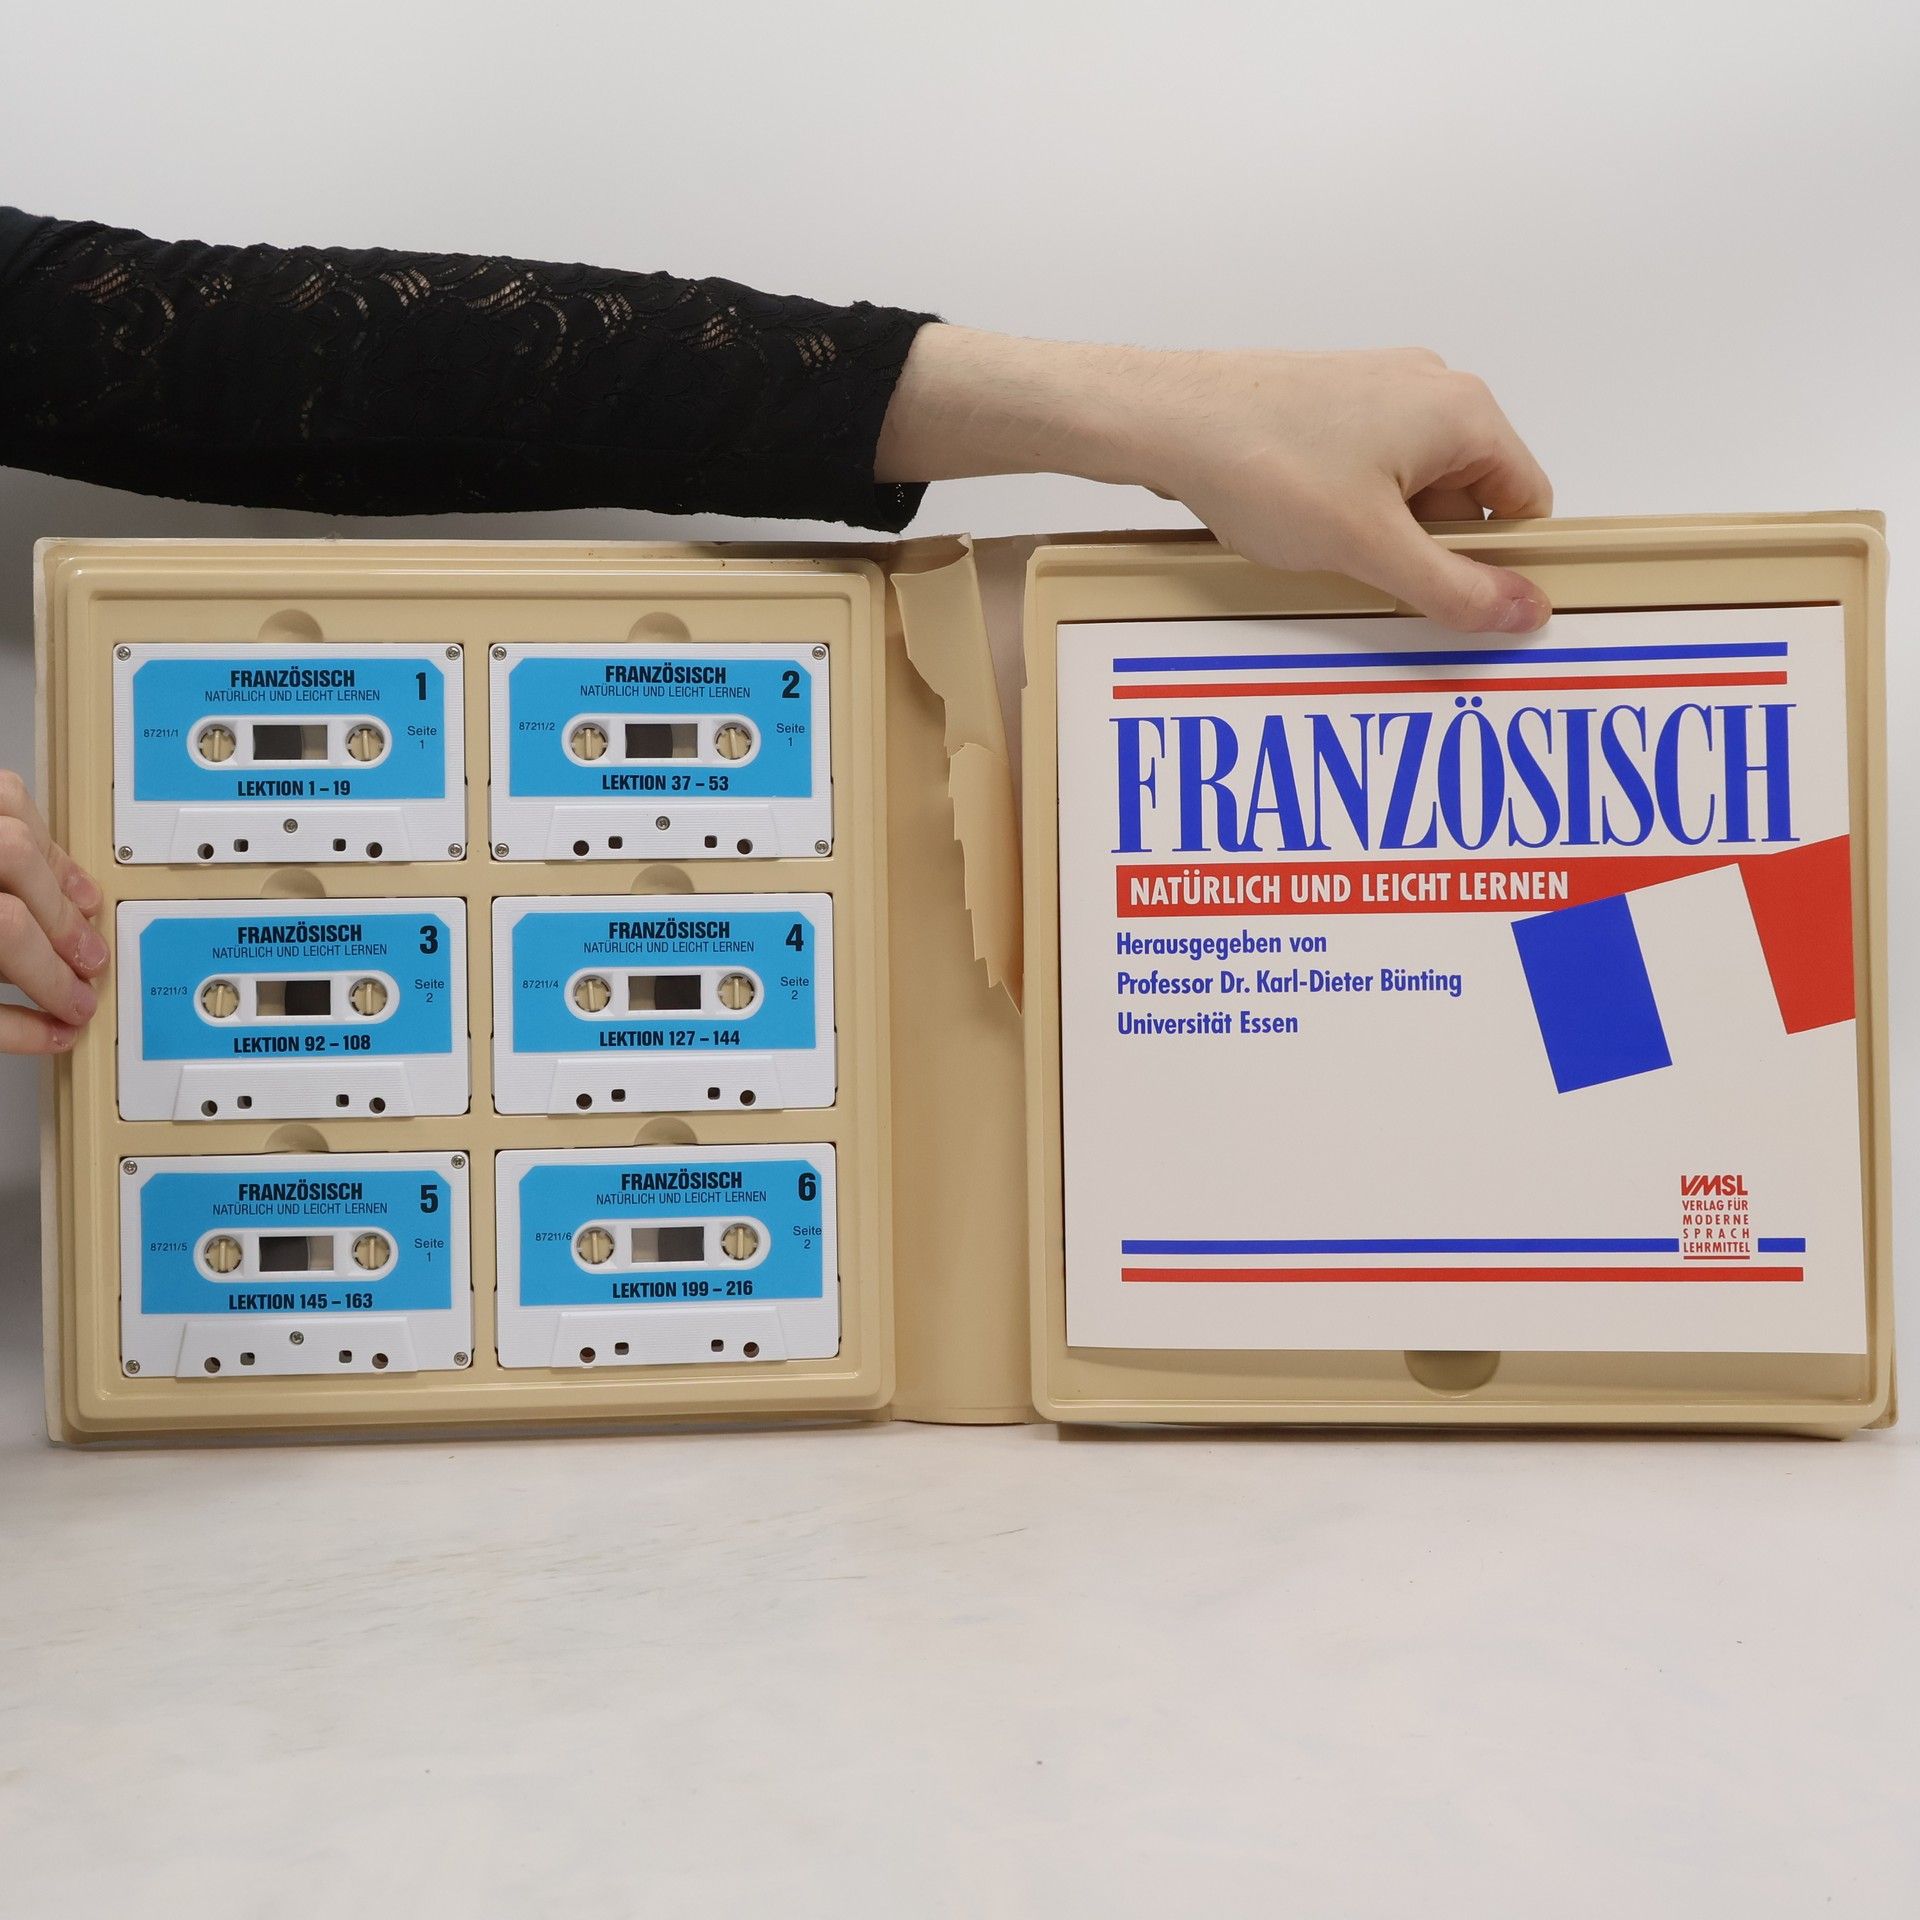 FRANZÖSISCH
NATÜRLICH UND LEICHT LERNEN
1
87211/1
Seite
1
LEKTION 1 – 19
FRANZÖSISCH
NATÜRLICH UND LEICHT LERNEN
2
87211/2
Seite
1
LEKTION 37 – 53
FRANZÖSISCH
NATÜRLICH UND LEICHT LERNEN
3
87211/3
Seite
2
LEKTION 92 – 108
FRANZÖSISCH
NATÜRLICH UND LEICHT LERNEN
4
87211/4
Seite
2
LEKTION 127 – 144
FRANZÖSISCH
NATÜRLICH UND LEICHT LERNEN
5
87211/5
Seite
1
LEKTION 145 – 163
FRANZÖSISCH
NATÜRLICH UND LEICHT LERNEN
6
87211/6
Seite
2
LEKTION 199 – 216
FRANZÖSISCH
NATÜRLICH UND LEICHT LERNEN
Herausgegeben von
Professor Dr. Karl-Dieter Bünting
Universität Essen
VMSL
VERLAG FÜR
MODERNE
SPRACH
LEHRMITTEL